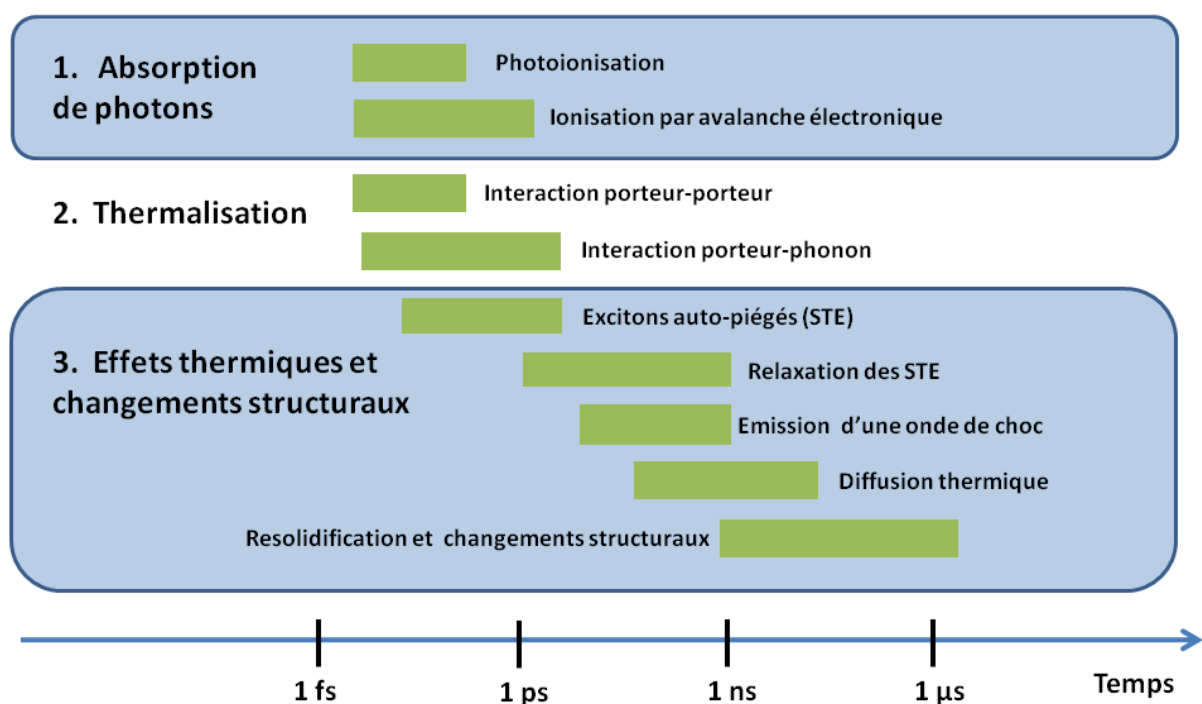 1. Absorption
de photons
Photoionisation
Ionisation par avalanche électronique
2. Thermalisation
Interaction porteur-porteur
Interaction porteur-phonon
3. Effets thermiques et
changements structuraux
Excitons auto-piégés (STE)
Relaxation des STE
Emission d’une onde de choc
Diffusion thermique
Resolidification et changements structuraux
1 fs
1 ps
1 ns
1 µs
Temps